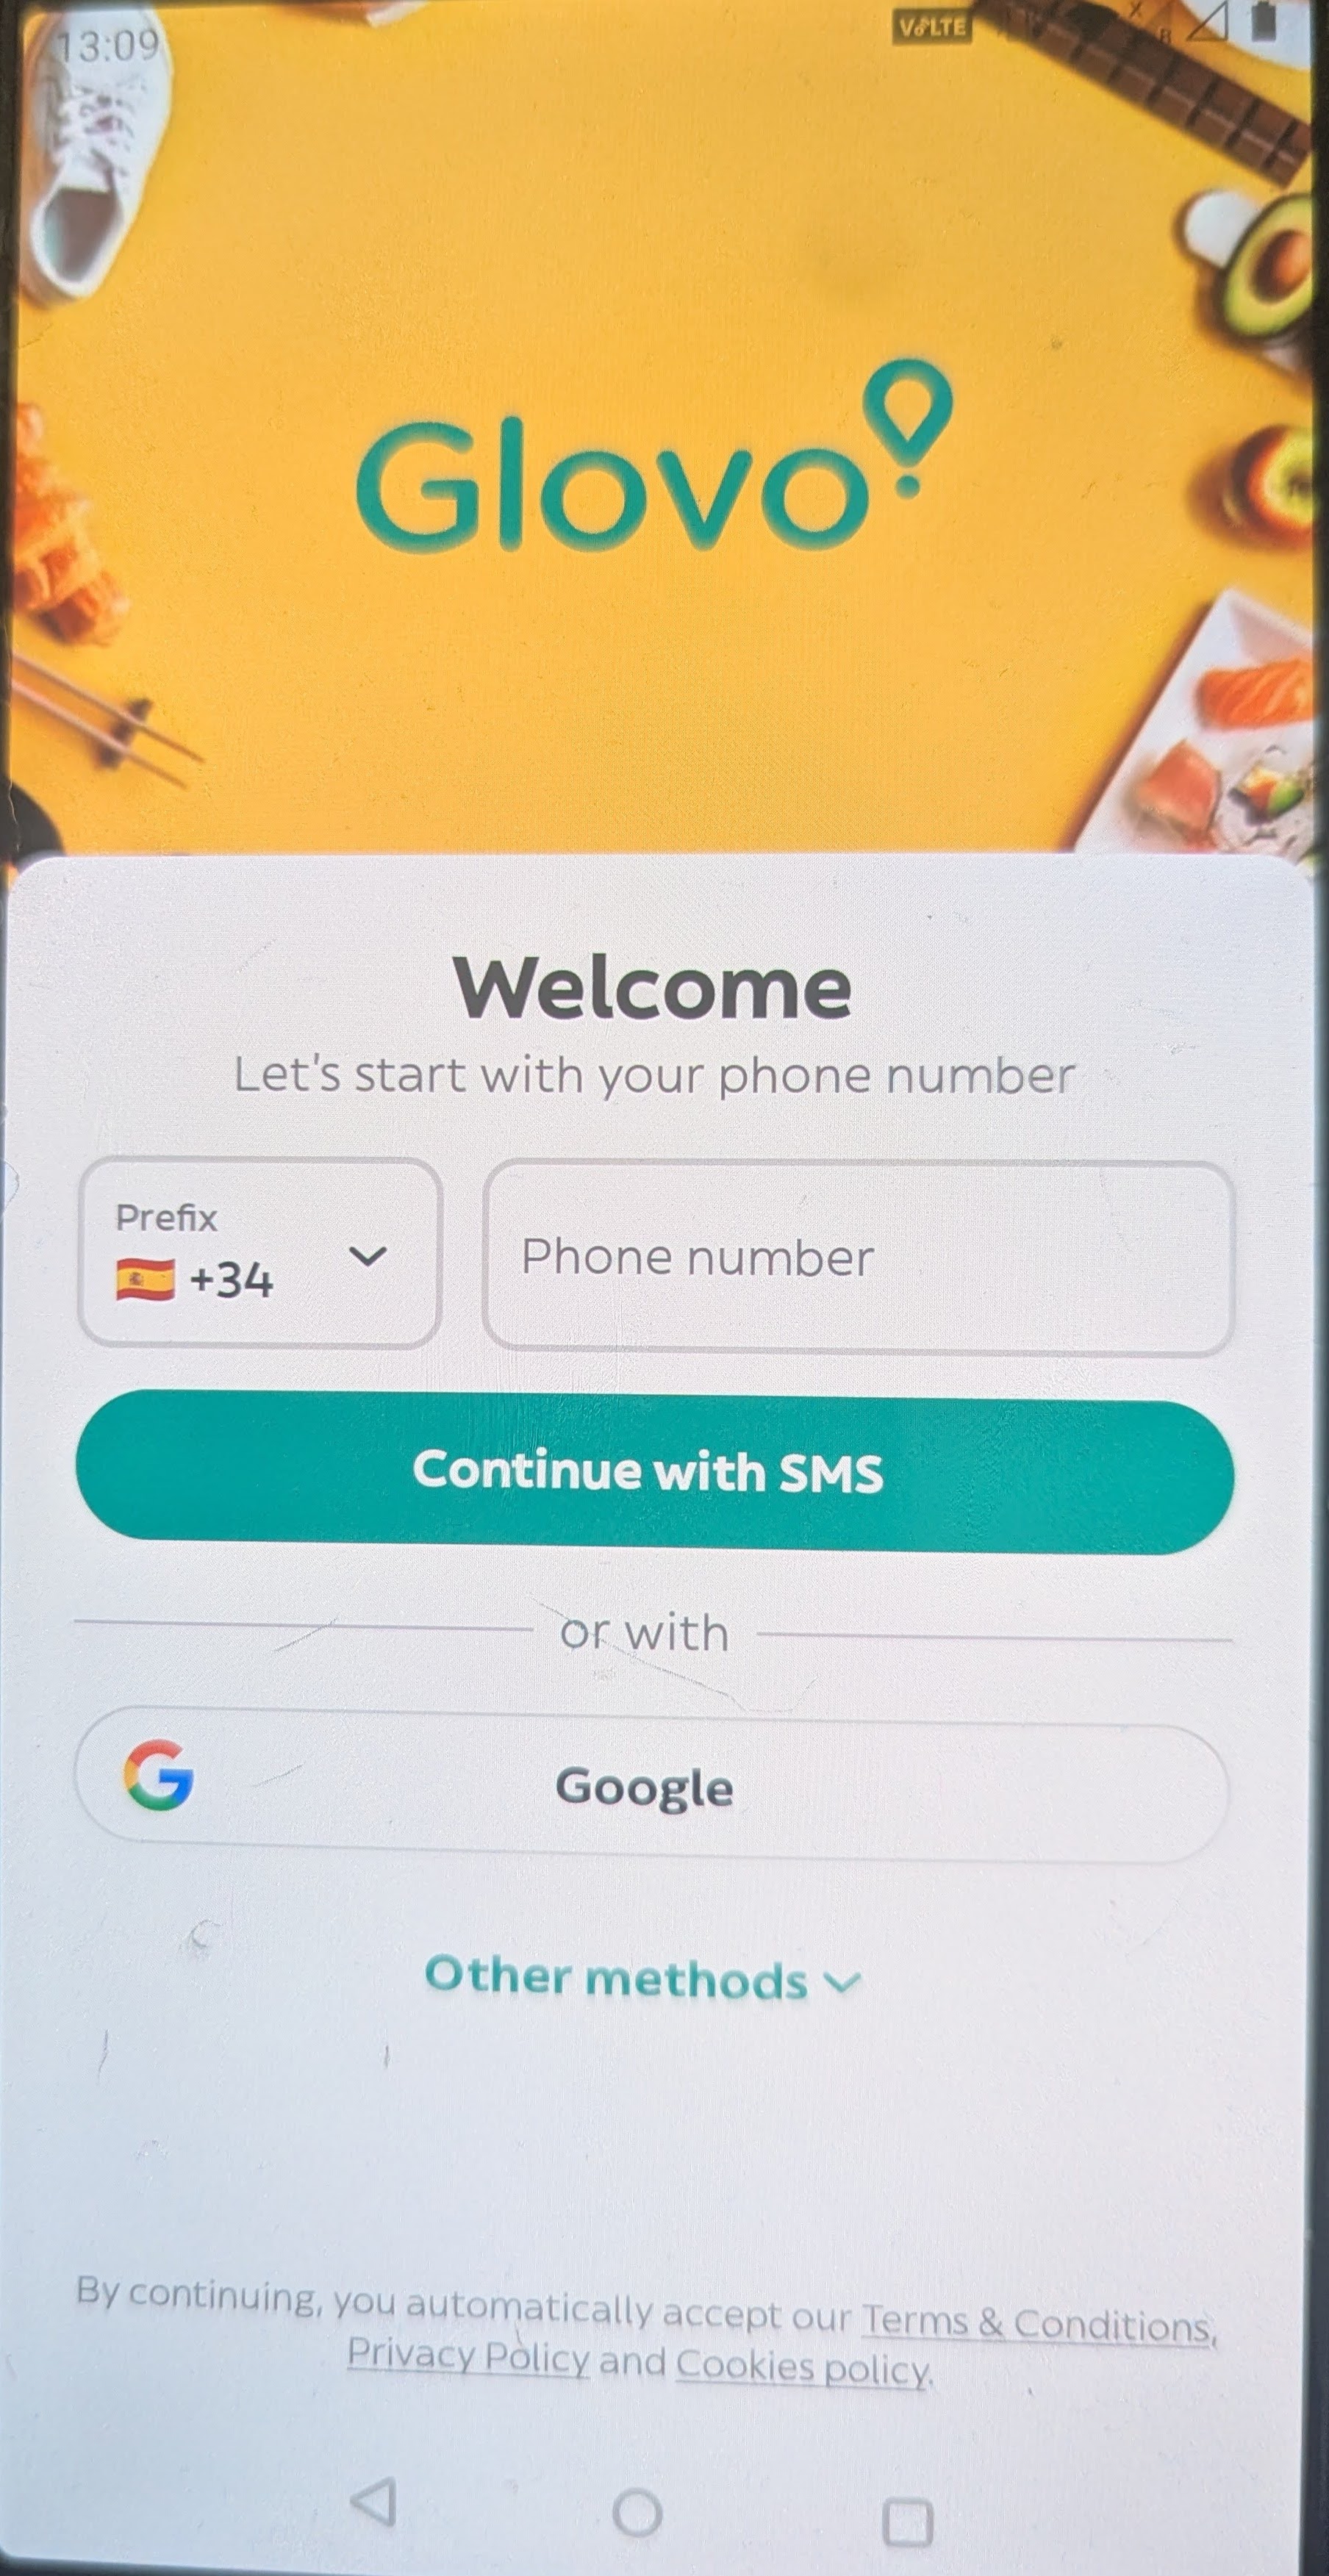 13:09
VoLTE
R
Glovo
Welcome
Let's start with your phone number
Prefix
+34
Phone number
Continue with SMS
or with
Google
Other methods
By continuing, you automatically accept our Terms & Conditions,
Privacy Policy and Cookies policy.